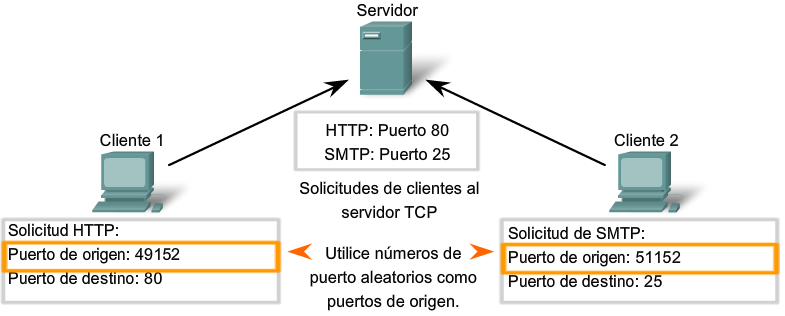 Servidor
Cliente 1
HTTP: Puerto 80
SMTP: Puerto 25
Cliente 2
Solicitudes de clientes al
servidor TCP
Solicitud HTTP:
Puerto de origen: 49152
Puerto de destino: 80
Utilice números de
puerto aleatorios como
puertos de origen.
Solicitud de SMTP:
Puerto de origen: 51152
Puerto de destino: 25